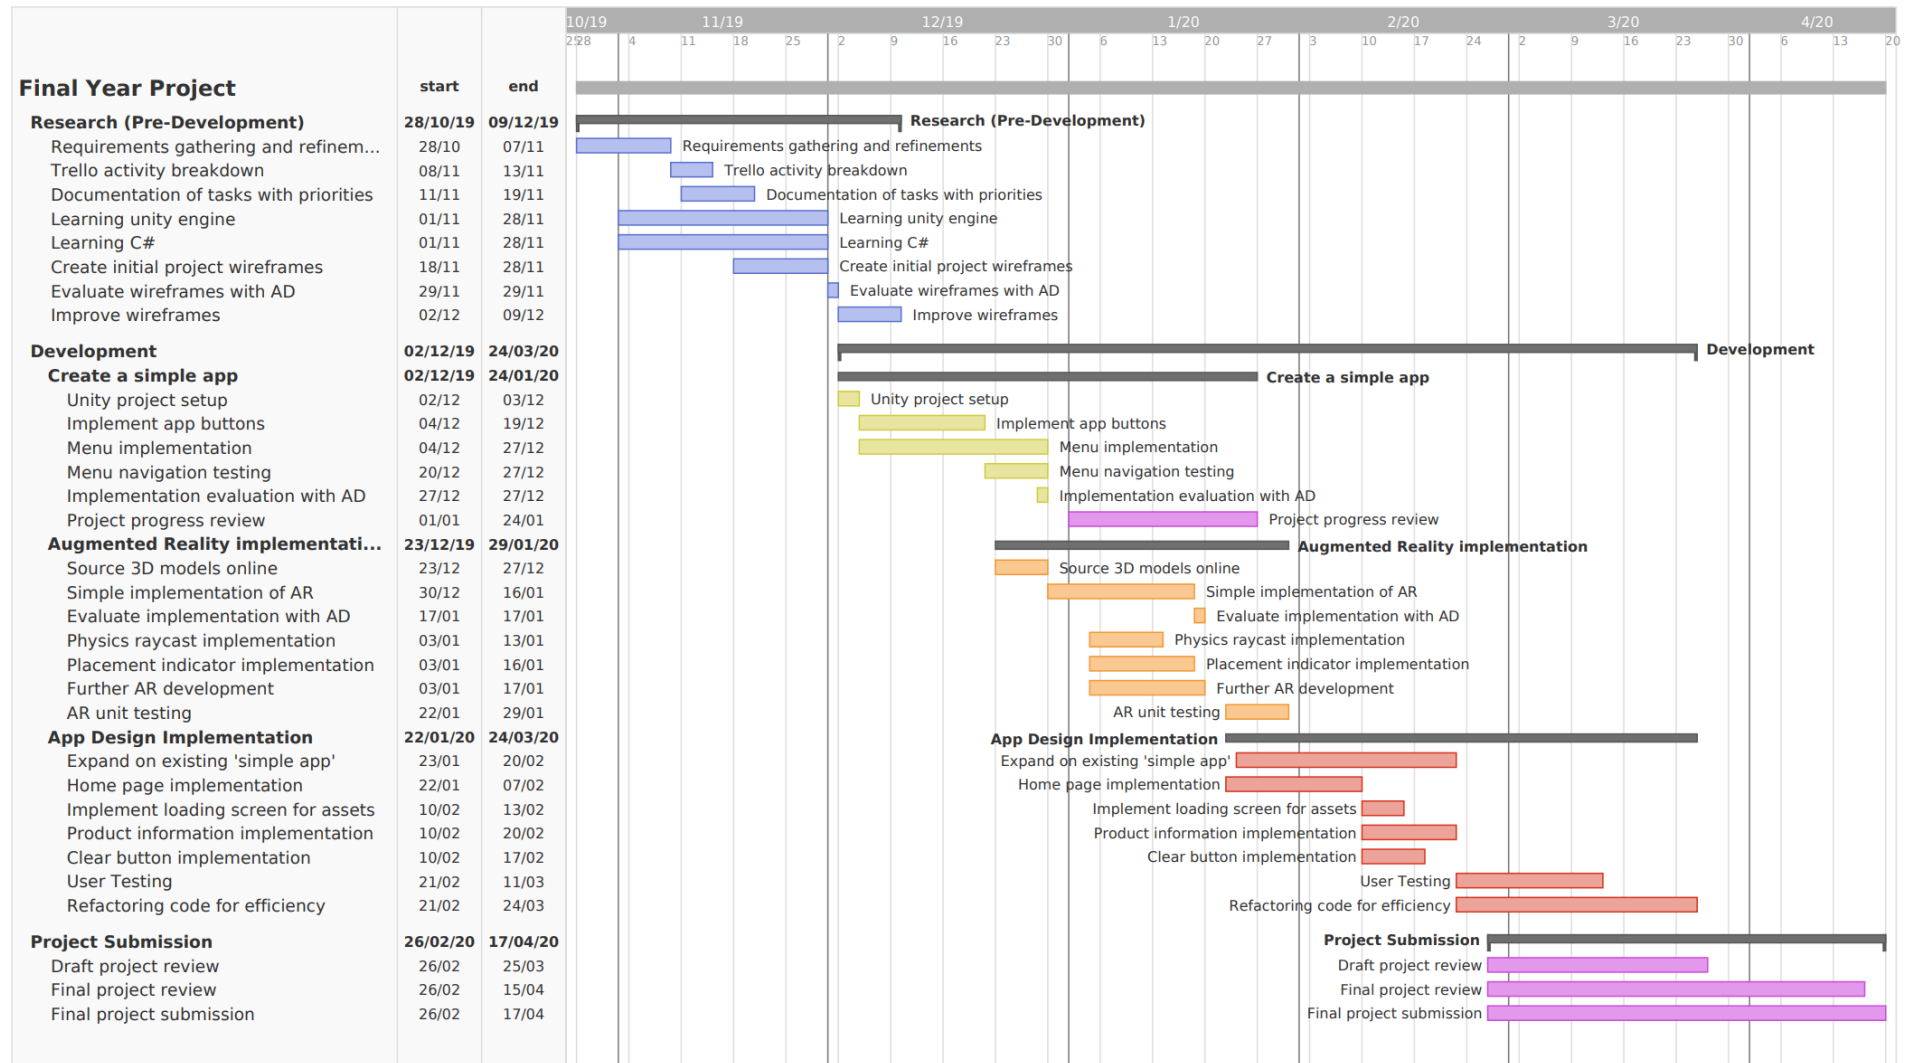 10/19 11/19 12/19 1/20 2/20 3/20 4/20
28 4 11 18 25 2 9 16 23 30 6 13 20 27 3 10 17 24 2 9 16 23 30 6 13 20
Final Year Project start end
Research (Pre-Development) 28/10/19 09/12/19 Research (Pre-Development)
Requirements gathering and refinem... 28/10 07/11 Requirements gathering and refinements
Trello activity breakdown 08/11 13/11 Trello activity breakdown
Documentation of tasks with priorities 11/11 19/11 Documentation of tasks with priorities
Learning unity engine 01/11 28/11 Learning unity engine
Learning C# 01/11 28/11 Learning C#
Create initial project wireframes 18/11 28/11 Create initial project wireframes
Evaluate wireframes with AD 29/11 29/11 Evaluate wireframes with AD
Improve wireframes 02/12 09/12 Improve wireframes
Development 02/12/19 24/03/20 Development
Create a simple app 02/12/19 24/01/20 Create a simple app
Unity project setup 02/12 03/12 Unity project setup
Implement app buttons 04/12 19/12 Implement app buttons
Menu implementation 04/12 27/12 Menu implementation
Menu navigation testing 20/12 27/12 Menu navigation testing
Implementation evaluation with AD 27/12 27/12 Implementation evaluation with AD
Project progress review 01/01 24/01 Project progress review
Augmented Reality implementati... 23/12/19 29/01/20 Augmented Reality implementation
Source 3D models online 23/12 27/12 Source 3D models online
Simple implementation of AR 30/12 16/01 Simple implementation of AR
Evaluate implementation with AD 17/01 17/01 Evaluate implementation with AD
Physics raycast implementation 03/01 13/01 Physics raycast implementation
Placement indicator implementation 03/01 16/01 Placement indicator implementation
Further AR development 03/01 17/01 Further AR development
AR unit testing 22/01 29/01 AR unit testing
App Design Implementation 22/01/20 24/03/20 App Design Implementation
Expand on existing 'simple app' 23/01 20/02 Expand on existing 'simple app'
Home page implementation 22/01 07/02 Home page implementation
Implement loading screen for assets 10/02 13/02 Implement loading screen for assets
Product information implementation 10/02 20/02 Product information implementation
Clear button implementation 10/02 17/02 Clear button implementation
User Testing 21/02 11/03 User Testing
Refactoring code for efficiency 21/02 24/03 Refactoring code for efficiency
Project Submission 26/02/20 17/04/20 Project Submission
Draft project review 26/02 25/03 Draft project review
Final project review 26/02 15/04 Final project review
Final project submission 26/02 17/04 Final project submission